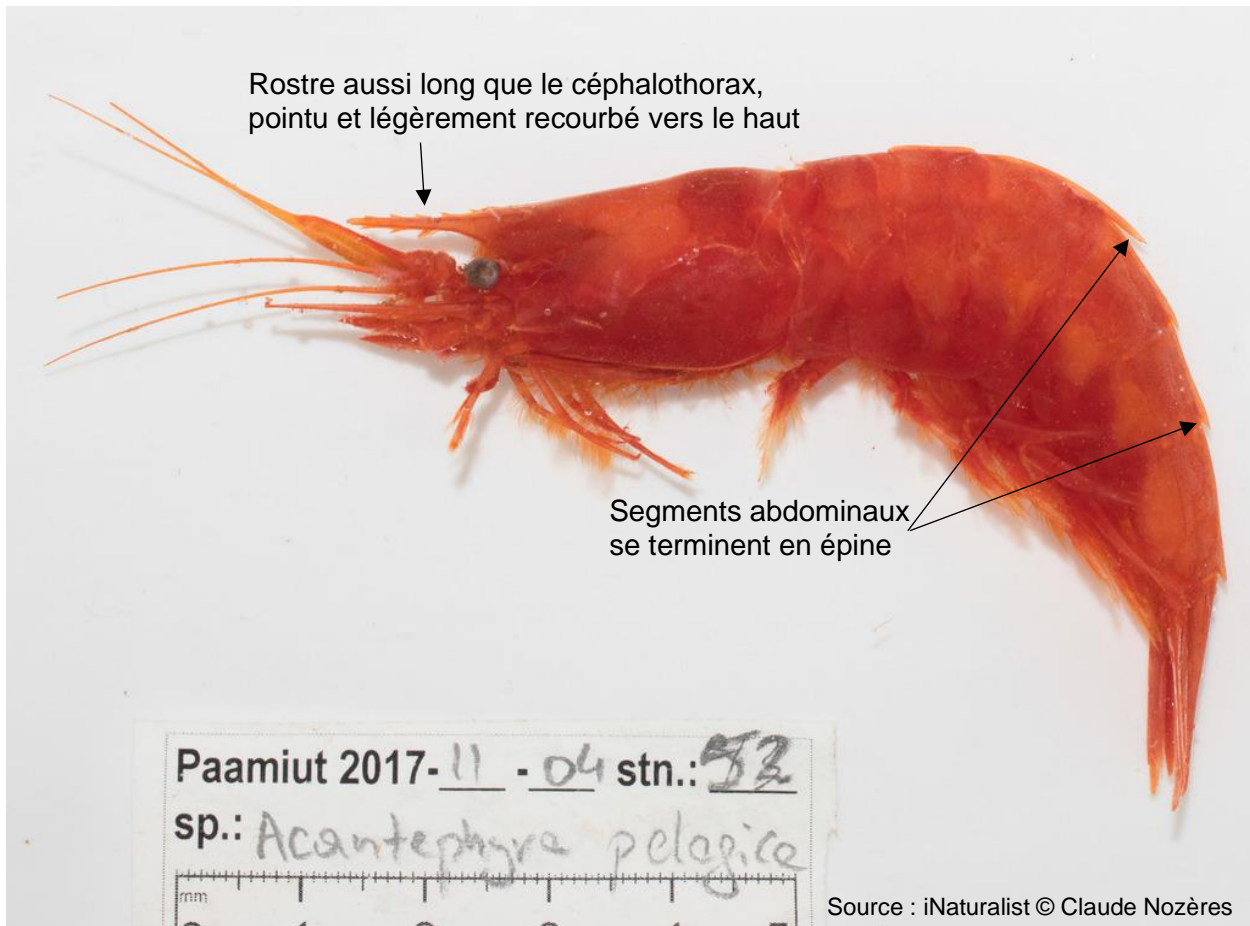 Rostre aussi long que le céphalothorax,
pointu et légèrement recourbé vers le haut
Segments abdominaux
se terminent en épine
Paamiut 2017-11-04 stn.:
sp.: Acantephyra pelagica
mm
Source : iNaturalist © Claude Nozères